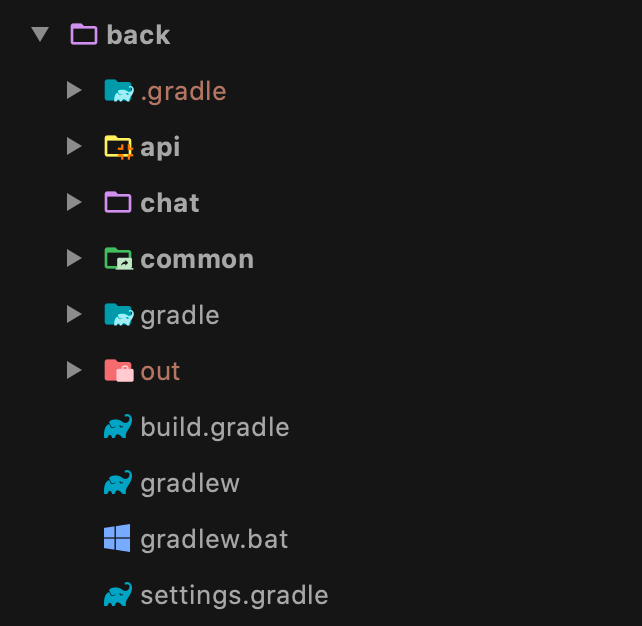 back
.gradle
api
chat
common
gradle
out
build.gradle
gradlew
gradlew.bat
settings.gradle